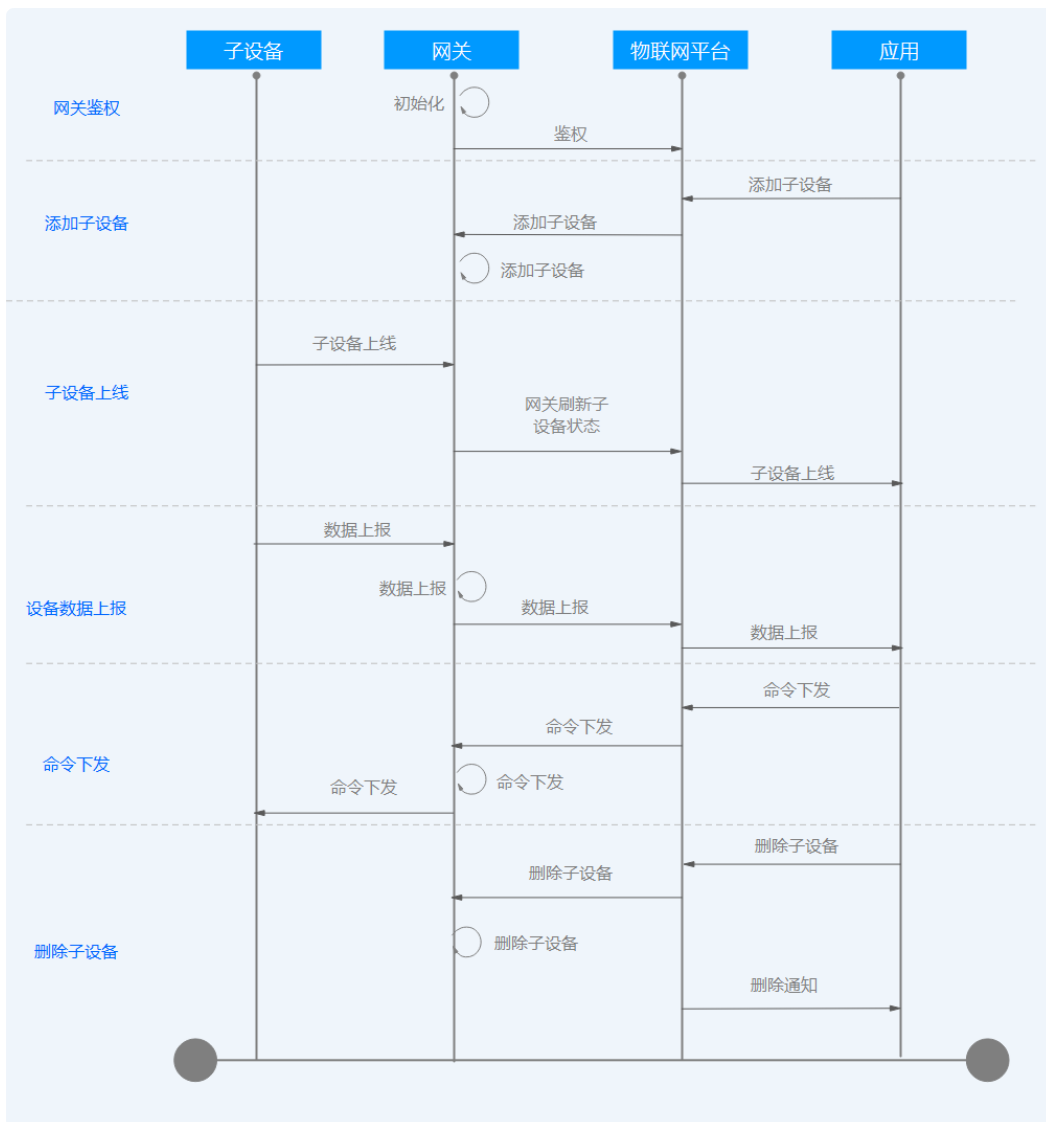 子设备
网关
物联网平台
应用
网关鉴权
初始化
鉴权
添加子设备
添加子设备
添加子设备
添加子设备
子设备上线
子设备上线
网关刷新子
设备状态
子设备上线
数据上报
数据上报
设备数据上报
数据上报
数据上报
命令下发
命令下发
命令下发
命令下发
命令下发
删除子设备
删除子设备
删除子设备
删除子设备
删除通知